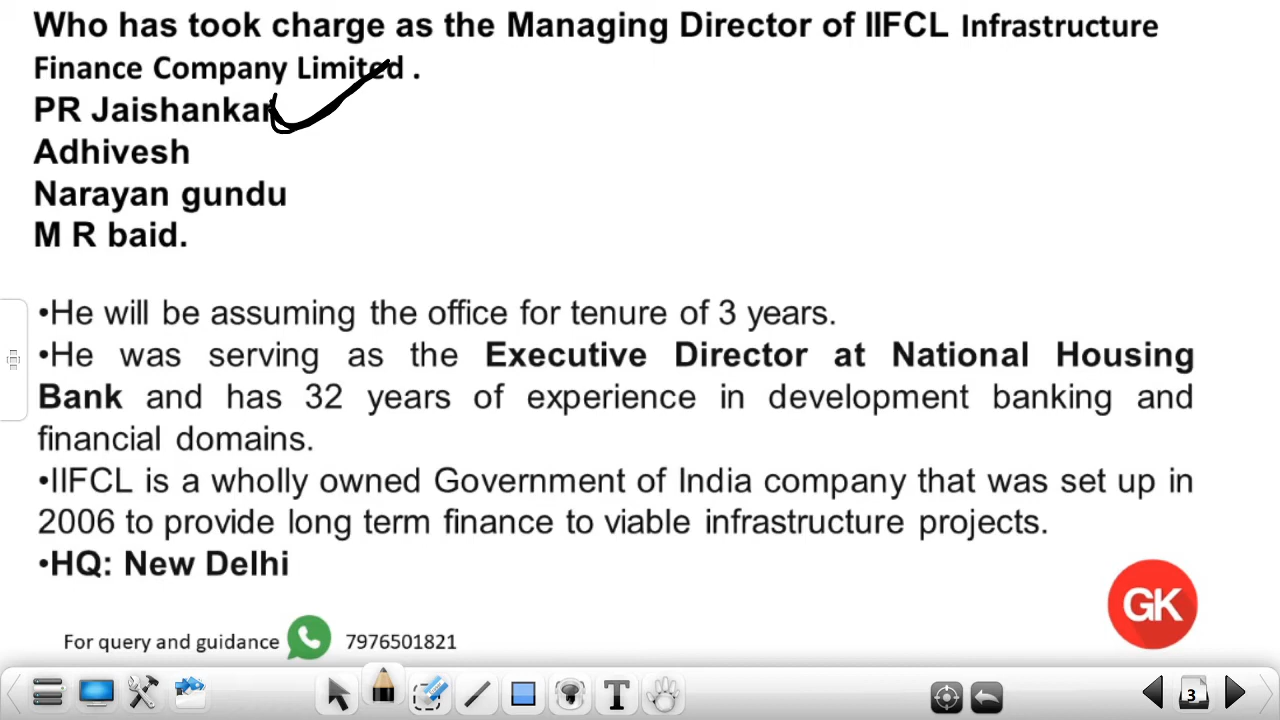 Who has took charge as the Managing Director of IIFCL Infrastructure
Finance Company Limited .
PR Jaishankar
Adhivesh
Narayan gundu
M R baid.
•He will be assuming the office for tenure of 3 years.
•He was serving as the Executive Director at National Housing
Bank and has 32 years of experience in development banking and
financial domains.
•IIFCL is a wholly owned Government of India company that was set up in
2006 to provide long term finance to viable infrastructure projects.
•HQ: New Delhi
GK
For query and guidance 7976501821
T
3